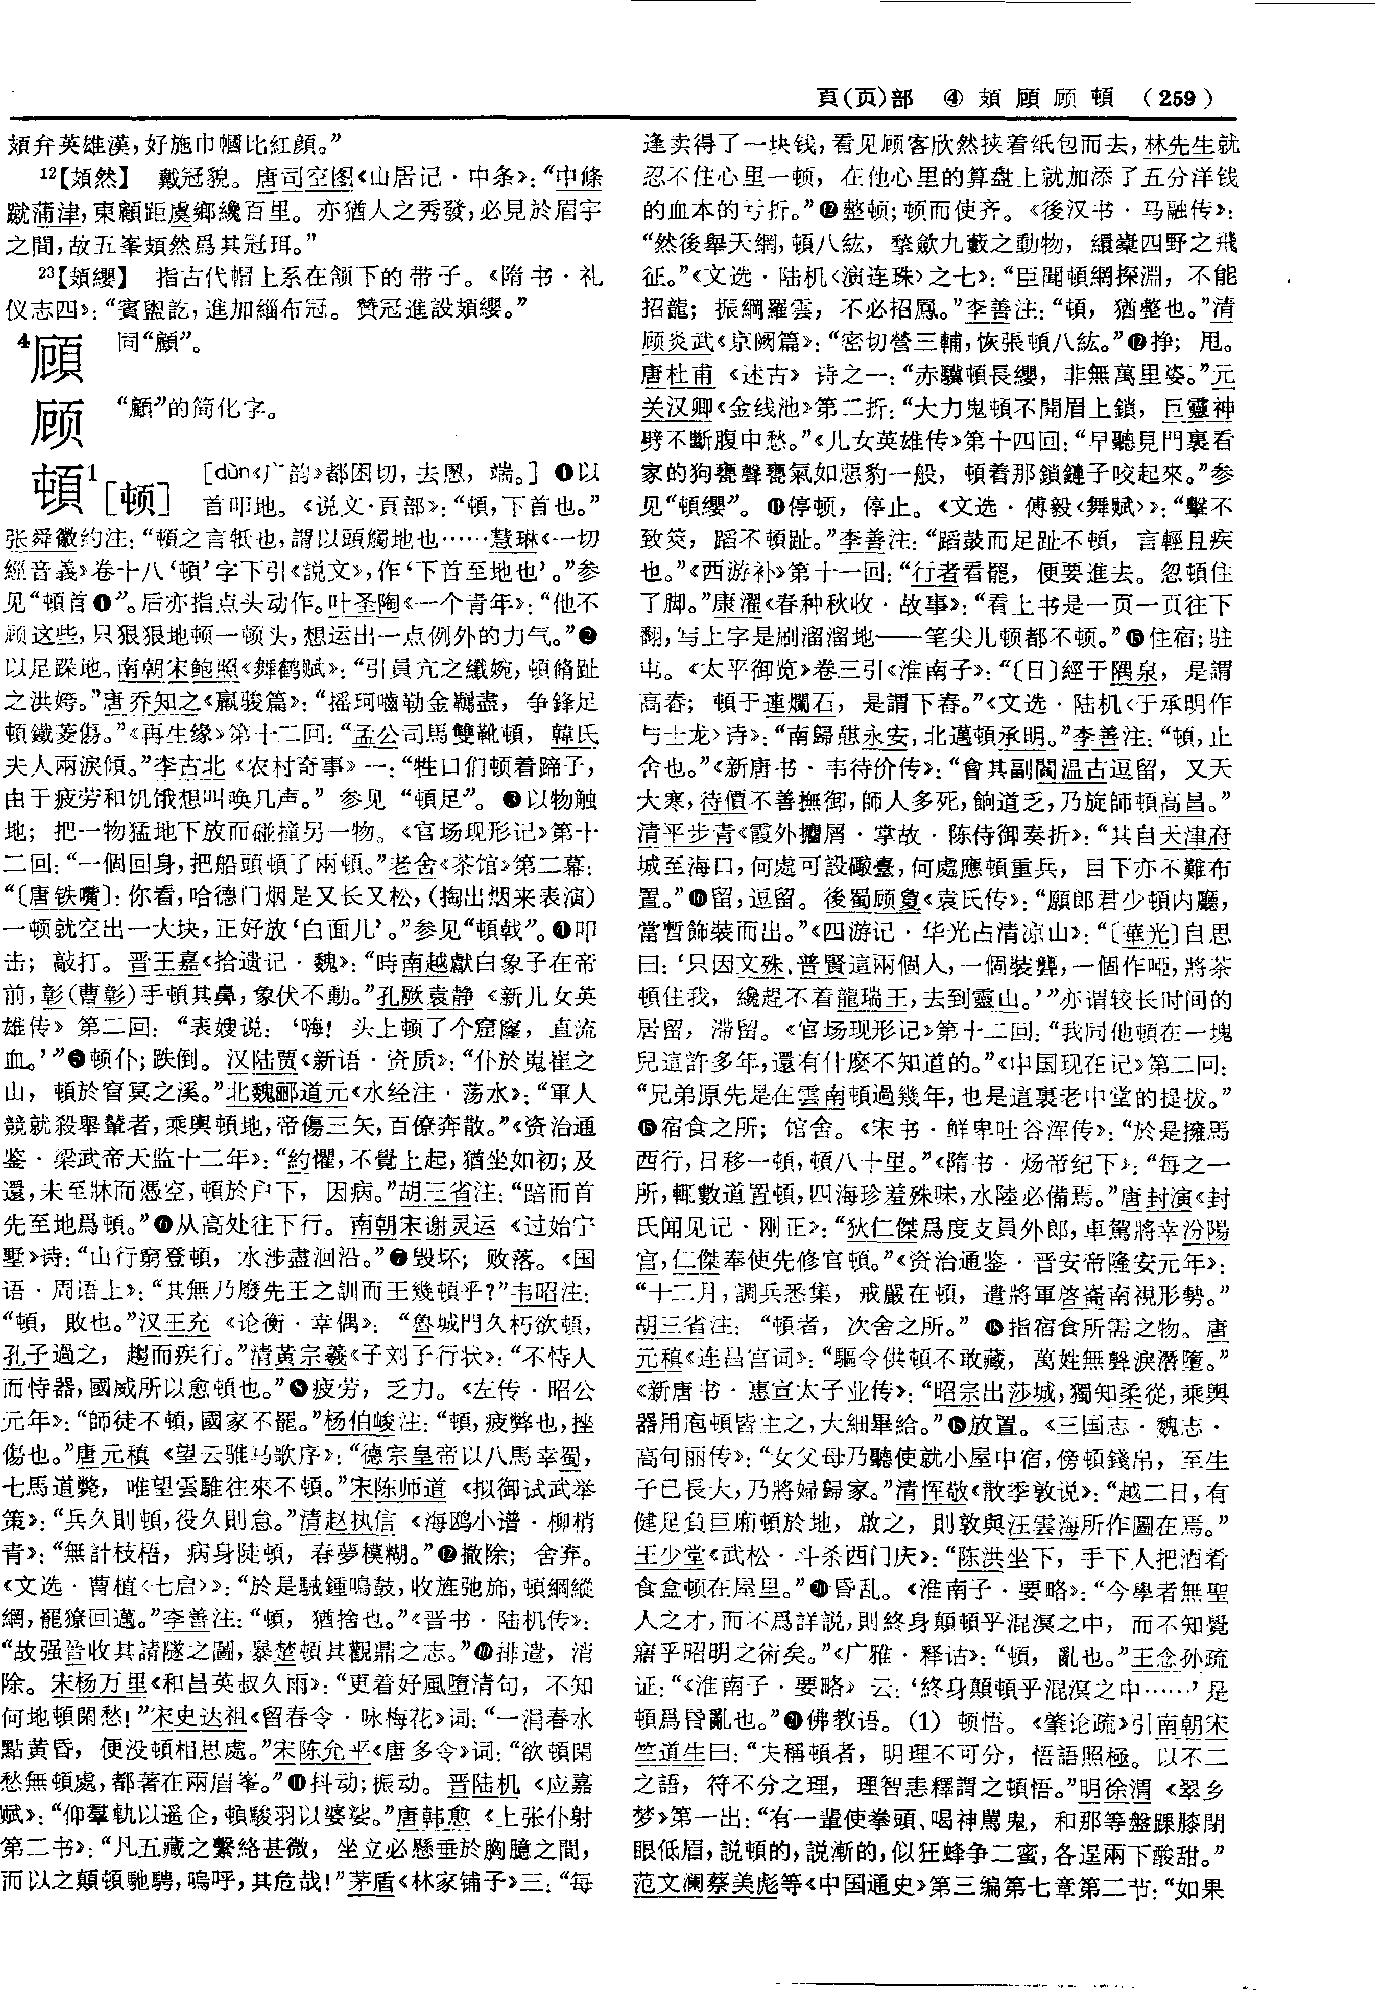 頁(页)部 ④ 頍 顧 顾 頓 (259)
頍弁英雄漢,好施巾幗比紅顔。”
12【頍然】 戴冠貌。唐司空图《山居记·中条》:“中條
蹴蒲津,東顧距虞鄉纔百里。亦猶人之秀發,必見於眉宇
之間,故五峯頍然爲其冠珥。”
23【頍纓】 指古代帽上系在颔下的带子。《隋书·礼
仪志四》:“賓盥訖,進加緇布冠。贊冠進設頍纓。”
4顧 同“顧”。
顾 “顧”的简化字。
頓1[顿] [dùn《广韵》都困切,去慁,端。]❶以
首叩地。《说文·頁部》:“頓,下首也。”
张舜徽约注:“頓之言牴也,謂以頭觸地也……慧琳《一切
經音義》卷十八‘頓’字下引《説文》,作‘下首至地也’。”参
见“頓首❶”。后亦指点头动作。叶圣陶《一个青年》:“他不
顾这些,只狠狠地顿一顿头,想运出一点例外的力气。”❷
以足跺地。南朝宋鲍照《舞鹤赋》:“引員亢之纖婉,頓脩趾
之洪姱。”唐乔知之《羸骏篇》:“摇珂嚙勒金羈盡,争鋒足
頓鐵菱傷。”《再生缘》第十二回:“孟公司馬雙靴頓,韓氏
夫人兩淚傾。”李古北《农村奇事》一:“牲口们顿着蹄子,
由于疲劳和饥饿想叫唤几声。”参见“頓足”。❸以物触
地;把一物猛地下放而碰撞另一物。《官场现形记》第十
二回:“一個回身,把船頭頓了兩頓。”老舍《茶馆》第二幕:
“〔唐铁嘴〕:你看,哈德门烟是又长又松,(掏出烟来表演)
一顿就空出一大块,正好放‘白面儿’。”参见“頓戟”。❹叩
击;敲打。晋王嘉《拾遗记·魏》:“時南越獻白象子在帝
前,彰(曹彰)手頓其鼻,象伏不動。”孔厥袁静《新儿女英
雄传》第二回:“表嫂说:‘嗨!头上顿了个窟窿,直流
血。’”❺顿仆;跌倒。汉陆贾《新语·资质》:“仆於嵬崔之
山,頓於窅冥之溪。”北魏郦道元《水经注·荡水》:“軍人
競就殺舉輦者,乘輿頓地,帝傷三矢,百僚奔散。”《资治通
鉴·梁武帝天监十二年》:“約懼,不覺上起,猶坐如初;及
還,未至牀而憑空,頓於戶下,因病。”胡三省注:“踣而首
先至地爲頓。”❻从高处往下行。南朝宋谢灵运《过始宁
墅》诗:“山行窮登頓,水涉盡洄沿。”❼毁坏;败落。《国
语·周语上》:“其無乃廢先王之訓而王幾頓乎?”韦昭注:
“頓,敗也。”汉王充《论衡·幸偶》:“魯城門久朽欲頓,
孔子過之,趨而疾行。”清黄宗羲《子刘子行状》:“不恃人
而恃器,國威所以愈頓也。”❽疲劳,乏力。《左传·昭公
元年》:“師徒不頓,國家不罷。”杨伯峻注:“頓,疲弊也,挫
傷也。”唐元稹《望云骓马歌序》:“德宗皇帝以八馬幸蜀,
七馬道斃,唯望雲騅往來不頓。”宋陈师道《拟御试武举
策》:“兵久則頓,役久則怠。”清赵执信《海鸥小谱·柳梢
青》:“無計枝梧,病身陡頓,春夢模糊。”⓬撤除;舍弃。
《文选·曹植〈七启〉》:“於是駴鍾鳴鼓,收旌弛旆,頓綱縱
網,罷獠回邁。”李善注:“頓,猶捨也。”《晋书·陆机传》:
“故强晉收其請隧之圖,暴楚頓其觀鼎之志。”❿排遣,消
除。宋杨万里《和昌英叔久雨》:“更着好風墮清句,不知
何地頓閑愁!”宋史达祖《留春令·咏梅花》词:“一涓春水
點黃昏,便没頓相思處。”宋陈允平《唐多令》词:“欲頓閑
愁無頓處,都著在兩眉峯。”⓫抖动;振动。晋陆机《应嘉
赋》:“仰羣軌以遥企,頓駿羽以婆娑。”唐韩愈《上张仆射
第二书》:“凡五藏之繫絡甚微,坐立必懸垂於胸臆之間,
而以之顛頓馳騁,嗚呼,其危哉!”茅盾《林家铺子》三:“每
逢卖得了一块钱,看见顾客欣然挟着纸包而去,林先生就
忍不住心里一顿,在他心里的算盘上就加添了五分洋钱
的血本的亏折。”⓬整顿;顿而使齐。《後汉书·马融传》:
“然後舉天網,頓八紘,揫斂九藪之動物,繯橐四野之飛
征。”《文选·陆机〈演连珠〉之七》:“臣聞頓網探淵,不能
招龍;振綱羅雲,不必招鳳。”李善注:“頓,猶整也。”清
顾炎武《京阙篇》:“密切營三輔,恢張頓八紘。”⓬挣;甩。
唐杜甫《述古》诗之一:“赤驥頓長纓,非無萬里姿。”元
关汉卿《金线池》第二折:“大力鬼頓不開眉上鎖,巨靈神
劈不斷腹中愁。”《儿女英雄传》第十四回:“早聽見門裏看
家的狗甕聲甕氣如惡豹一般,頓着那鎖鏈子咬起來。”参
见“頓纓”。⓮停顿,停止。《文选·傅毅〈舞赋〉》:“擊不
致筴,蹈不頓趾。”李善注:“蹈鼓而足趾不頓,言輕且疾
也。”《西游补》第十一回:“行者看罷,便要進去。忽頓住
了脚。”康濯《春种秋收·故事》:“看上书是一页一页往下
翻,写上字是刷溜溜地——笔尖儿顿都不顿。”⓯住宿;驻
屯。《太平御览》卷三引《淮南子》:“〔日〕經于隅泉,是謂
高舂;頓于連爛石,是謂下舂。”《文选·陆机〈于承明作
与士龙〉诗》:“南歸憇永安,北邁頓承明。”李善注:“頓,止
舍也。”《新唐书·韦待价传》:“會其副閻温古逗留,又天
大寒,待價不善撫御,師人多死,餉道乏,乃旋師頓高昌。”
清平步青《霞外攟屑·掌故·陈侍御奏折》:“其自天津府
城至海口,何處可設礮臺,何處應頓重兵,目下亦不難布
置。”⓰留,逗留。後蜀顾夐《袁氏传》:“願郎君少頓内廳,
當暫飾裝而出。”《四游记·华光占清凉山》:“〔華光〕自思
曰:‘只因文殊、普賢這兩個人,一個裝聾,一個作啞,將茶
頓住我,纔趕不着龍瑞王,去到靈山。’”亦谓较长时间的
居留,滞留。《官场现形记》第十二回:“我同他頓在一塊
兒這許多年,還有什麽不知道的。”《中国现在记》第二回:
“兄弟原先是在雲南頓過幾年,也是這裏老中堂的提拔。”
⓯宿食之所;馆舍。《宋书·鲜卑吐谷浑传》:“於是擁馬
西行,日移一頓,頓八十里。”《隋书·炀帝纪下》:“每之一
所,輒數道置頓,四海珍羞殊味,水陸必備焉。”唐封演《封
氏闻见记·刚正》:“狄仁傑爲度支員外郎,車駕將幸汾陽
宫,仁傑奉使先修官頓。”《资治通鉴·晋安帝隆安元年》:
“十二月,調兵悉集,戒嚴在頓,遣將軍啓崙南視形勢。”
胡三省注:“頓者,次舍之所。”⓲指宿食所需之物。唐
元稹《连昌宫词》:“驅令供頓不敢藏,萬姓無聲淚潛墮。”
《新唐书·惠宣太子业传》:“昭宗出莎城,獨知柔從,乘輿
器用庖頓皆主之,大細畢給。”⓯放置。《三国志·魏志·
高句丽传》:“女父母乃聽使就小屋中宿,傍頓錢帛,至生
子已長大,乃將婦歸家。”清恽敬《散季敦说》:“越二日,有
健足負巨廂頓於地,啟之,則敦與汪雲海所作圖在焉。”
王少堂《武松·斗杀西门庆》:“陈洪坐下,手下人把酒肴
食盒顿在屋里。”⓴昏乱。《淮南子·要略》:“今學者無聖
人之才,而不爲詳説,則終身顛頓乎混溟之中,而不知覺
寤乎昭明之術矣。”《广雅·释诂》:“頓,亂也。”王念孙疏
证:“《淮南子·要略》云:‘終身顛頓乎混溟之中……’是
頓爲昏亂也。”㉑佛教语。(1)顿悟。《肇论疏》引南朝宋
竺道生曰:“夫稱頓者,明理不可分,悟語照極。以不二
之語,符不分之理,理智恚釋謂之頓悟。”明徐渭《翠乡
梦》第一出:“有一輩使拳頭、喝神駡鬼,和那等盤踝膝閉
眼低眉,説頓的,説漸的,似狂蜂争二蜜,各逞兩下酸甜。”
范文澜蔡美彪等《中国通史》第三编第七章第二节:“如果